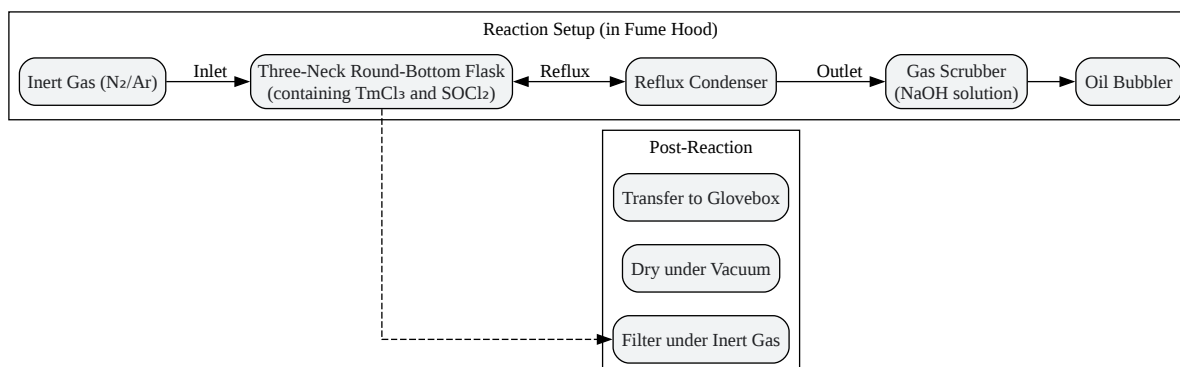 Reaction Setup (in Fume Hood)
Inert Gas (N₂/Ar)
Inlet
Three-Neck Round-Bottom Flask
(containing TmCl₃ and SOCl₂)
Reflux
Reflux Condenser
Outlet
Gas Scrubber
(NaOH solution)
Oil Bubbler
Post-Reaction
Transfer to Glovebox
Dry under Vacuum
Filter under Inert Gas